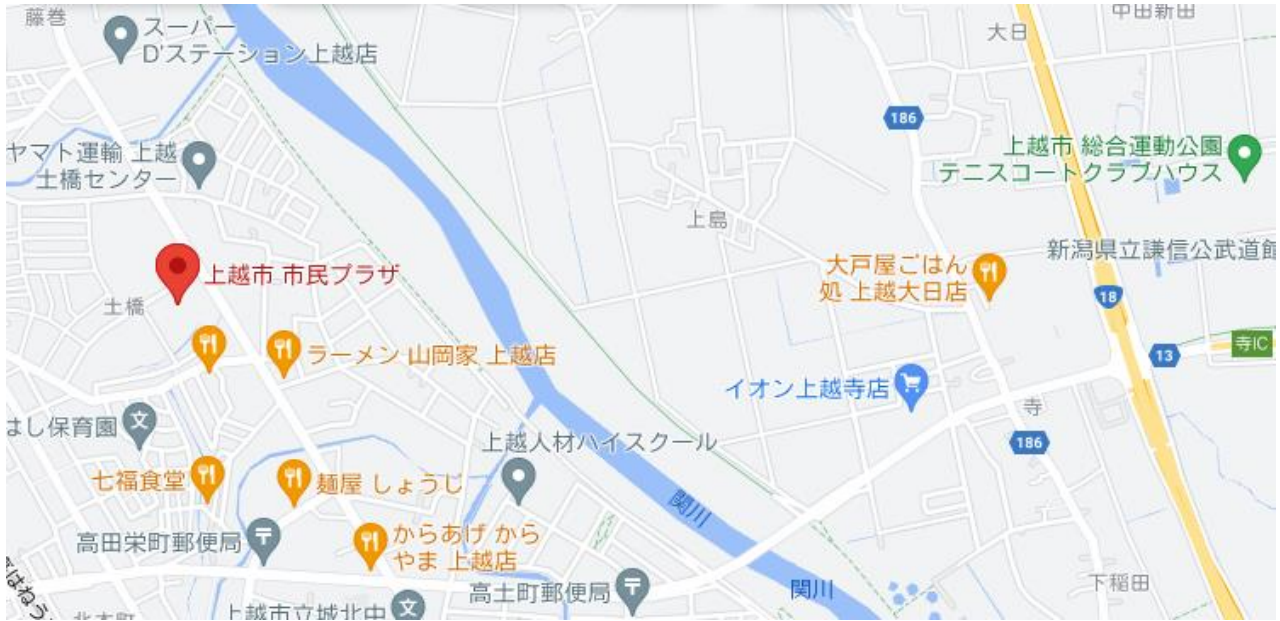 藤巻
スーパー
D'ステーション上越店
大日
中田新田
186
ヤマト運輸 上越
土橋センター
上越市 総合運動公園
テニスコートクラブハウス
上島
新潟県立謙信公武道館
上越市 市民プラザ
土橋
大戸屋ごはん
処 上越大日店
18
ラーメン 山岡家 上越店
13
寺IC
イオン上越寺店
寺
はし保育園
文
上越人材ハイスクール
186
七福食堂
麺屋 しょうじ
関川
高田栄町郵便局
からあげ から
やま 上越店
高土町郵便局
関川
下稲田
上越市立城北中
文
北本町